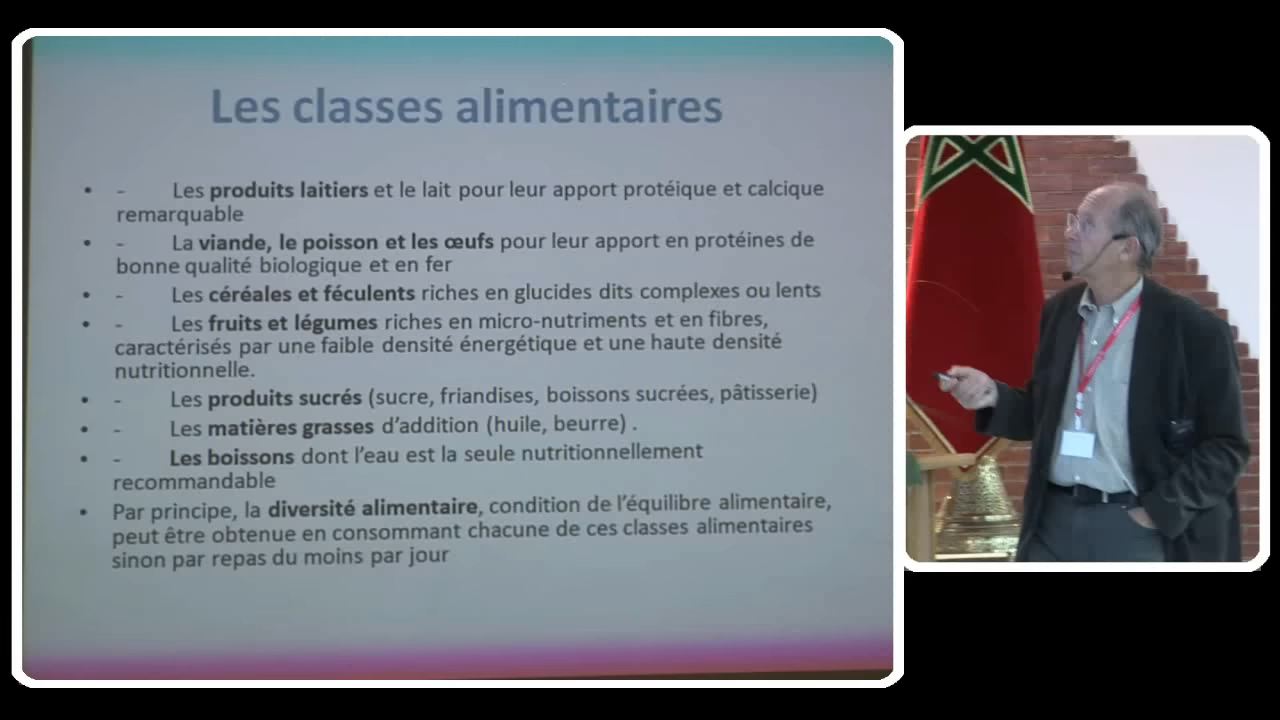 Les classes alimentaires
• - Les produits laitiers et le lait pour leur apport protéique et calcique
remarquable
• - La viande, le poisson et les œufs pour leur apport en protéines de
bonne qualité biologique et en fer
• - Les céréales et féculents riches en glucides dits complexes ou lents
• - Les fruits et légumes riches en micro-nutriments et en fibres,
caractérisés par une faible densité énergétique et une haute densité
nutritionnelle.
• - Les produits sucrés (sucre, friandises, boissons sucrées, pâtisserie)
• - Les matières grasses d’addition (huile, beurre) .
• - Les boissons dont l’eau est la seule nutritionnellement
recommandable
• Par principe, la diversité alimentaire, condition de l’équilibre alimentaire,
peut être obtenue en consommant chacune de ces classes alimentaires
sinon par repas du moins par jour